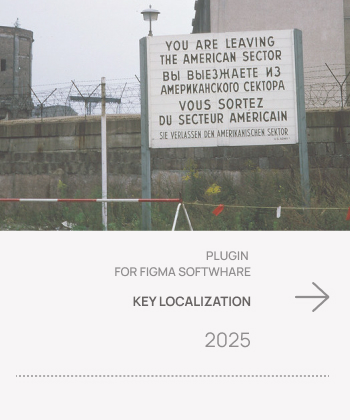 YOU ARE LEAVING
THE AMERICAN SECTOR
ВЫ ВЫЕЗЖАЕТЕ ИЗ
АМЕРИКАНСКОГО СЕКТОРА
VOUS SORTEZ
DU SECTEUR AMERICAIN
SIE VERLASSEN DEN AMERIKANISCHEN SEKTOR
PLUGIN
FOR FIGMA SOFTWHARE
KEY LOCALIZATION
2025